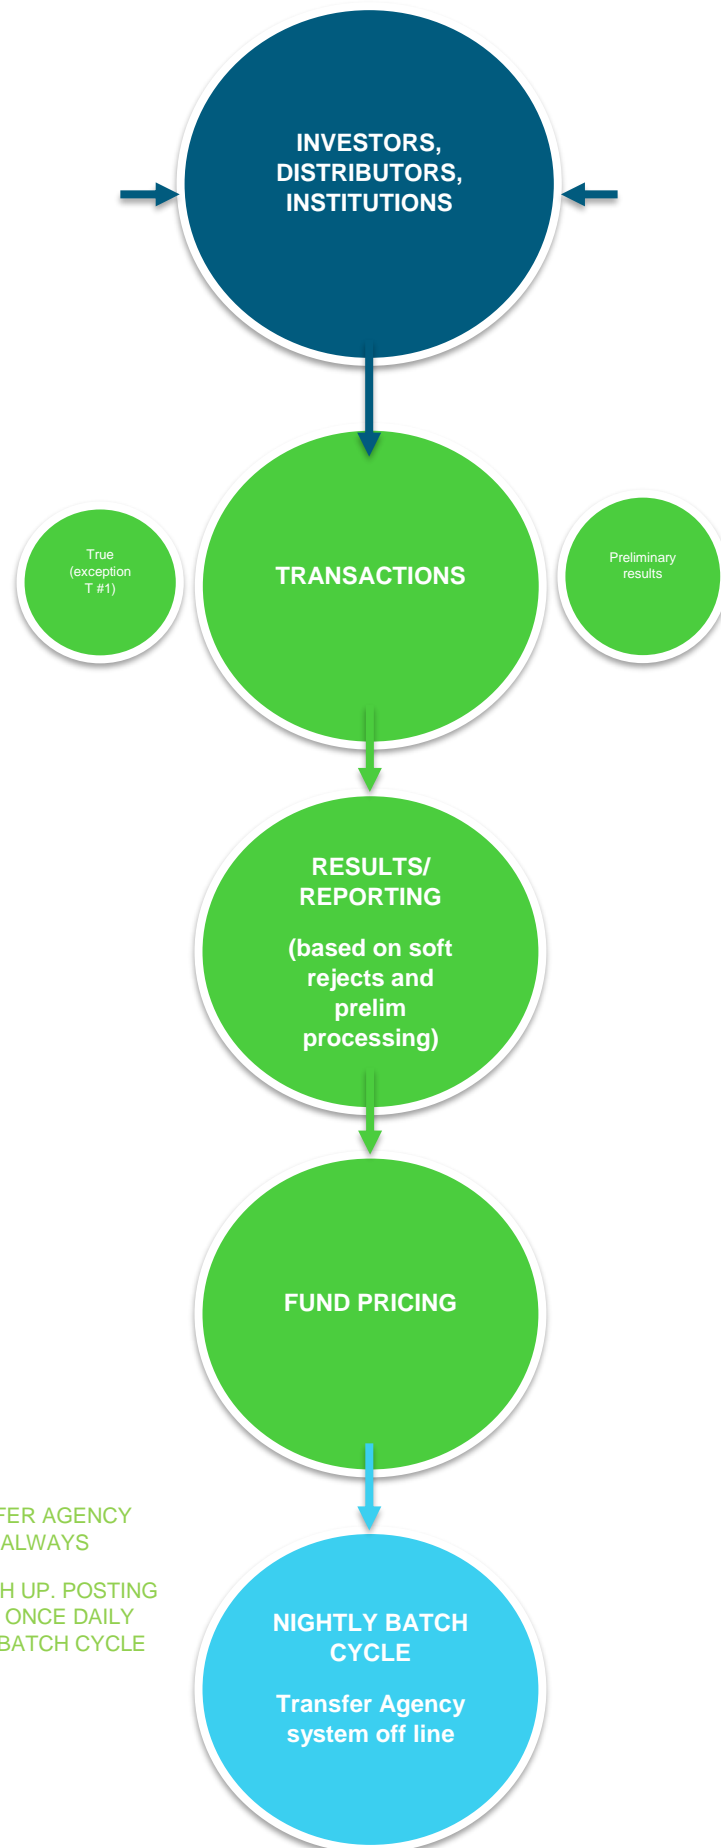 INVESTORS,
DISTRIBUTORS,
INSTITUTIONS
True
(exception
T #1)
TRANSACTIONS
Preliminary
results
RESULTS/
REPORTING
(based on soft
rejects and
prelim
processing)
FUND PRICING
FER AGENCY
ALWAYS
H UP. POSTING
ONCE DAILY
BATCH CYCLE
NIGHTLY BATCH
CYCLE
Transfer Agency
system off line